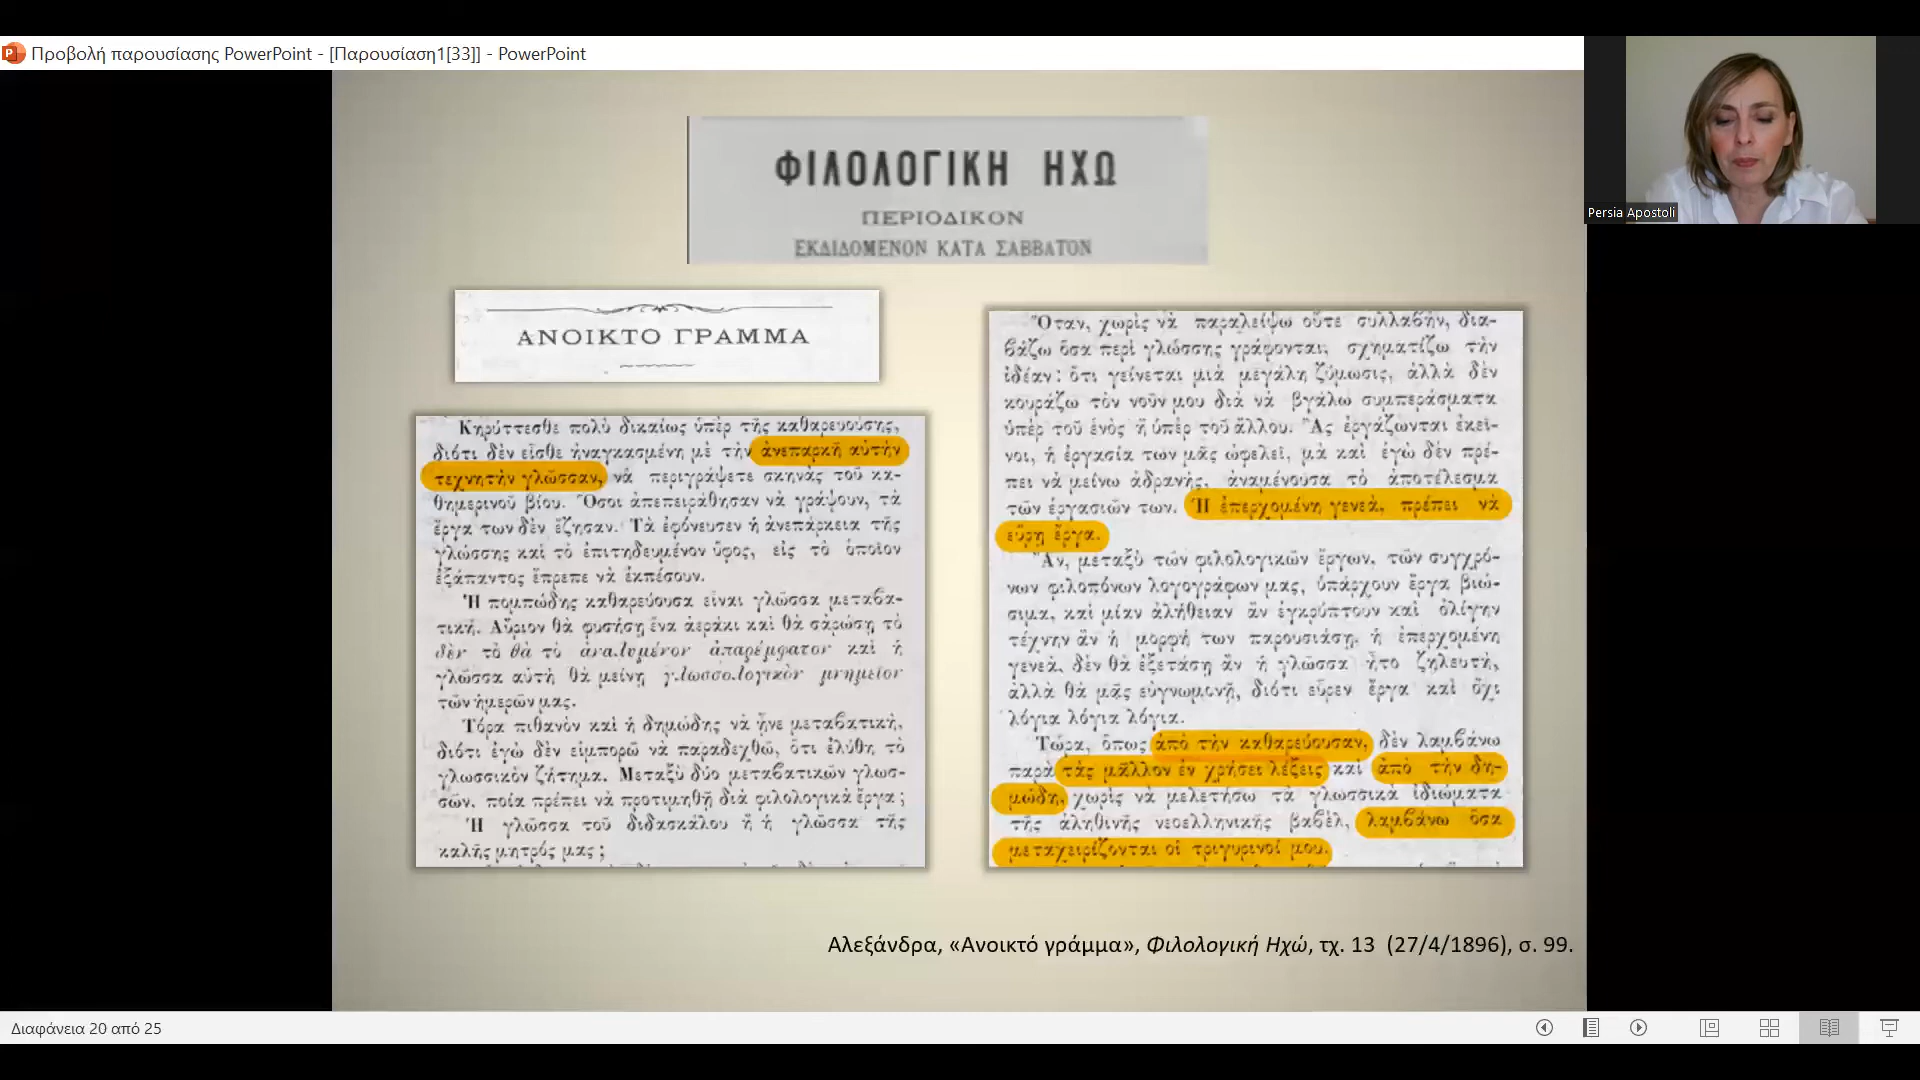 Προβολή παρουσίασης PowerPoint - [Παρουσίαση1[33]] - PowerPoint
Persia Apostoli
ΦΙΛΟΛΟΓΙΚΗ ΗΧΩ
ΠΕΡΙΟΔΙΚΟΝ
ΕΚΔΙΔΟΜΕΝΟΝ ΚΑΤΑ ΣΑΒΒΑΤΟΝ
ΑΝΟΙΚΤΟ ΓΡΑΜΜΑ
Κηρύττεσθε πολὺ δικαίως ὑπὲρ τῆς καθαρευούσης,
διότι δὲν εἶσθε ἠναγκασμένη μὲ τὴν ἀνεπαρκῆ αὐτὴν
τεχνητὴν γλῶσσαν, νὰ περιγράψετε σκηνὰς τοῦ κα-
θημερινοῦ βίου. Ὅσοι ἀπεπειράθησαν νὰ γράψουν, τὰ
ἔργα των δὲν ἔζησαν. Τὰ ἐφόνευσεν ἡ ἀνεπάρκεια τῆς
γλώσσης καὶ τὸ ἐπιτηδευμένον ὕφος, εἰς τὸ ὁποῖον
ἐξάπαντος ἔπρεπε νὰ ἐκπέσουν.
Ἡ πομπώδης καθαρεύουσα εἶναι γλῶσσα μεταβα-
τική. Αὔριον θὰ φυσήσῃ ἕνα ἀεράκι καὶ θὰ σαρώσῃ τὸ
δὲν τὸ θὰ τὸ ἀναλυμένον ἀπαρέμφατον καὶ ἡ
γλῶσσα αὐτὴ θὰ μείνῃ γλωσσολογικὸν μνημεῖον
τῶν ἡμερῶν μας.
Τόρα πιθανὸν καὶ ἡ δημώδης νὰ ἦνε μεταβατική,
διότι ἐγὼ δὲν εἰμπορῶ νὰ παραδεχθῶ, ὅτι ἐλύθη τὸ
γλωσσικὸν ζήτημα. Μεταξὺ δύο μεταβατικῶν γλωσ-
σῶν, ποία πρέπει νὰ προτιμηθῇ διὰ φιλολογικὰ ἔργα ;
Ἡ γλῶσσα τοῦ διδασκάλου ἢ ἡ γλῶσσα τῆς
καλῆς μητρός μας ;
Ὅταν, χωρὶς νὰ παραλείψω οὔτε συλλαβήν, δια-
βάζω ὅσα περὶ γλώσσης γράφονται, σχηματίζω τὴν
ἰδέαν : ὅτι γείνεται μιὰ μεγάλη ζύμωσις, ἀλλὰ δὲν
κουράζω τὸν νοῦν μου διὰ νὰ βγάλω συμπεράσματα
ὑπὲρ τοῦ ἑνὸς ἢ ὑπὲρ τοῦ ἄλλου. Ἂς ἐργάζωνται ἐκεῖ-
νοι, ἡ ἐργασία των μᾶς ὠφελεῖ, μὰ καὶ ἐγὼ δὲν πρέ-
πει νὰ μείνω ἀδρανής, ἀναμένουσα τὸ ἀποτέλεσμα
τῶν ἐργασιῶν των. Ἡ ἐπερχομένη γενεά, πρέπει νὰ
εὕρῃ ἔργα.
Ἄν, μεταξὺ τῶν φιλολογικῶν ἔργων, τῶν συγχρό-
νων φιλοπόνων λογογράφων μας, ὑπάρχουν ἔργα βιώ-
σιμα, καὶ μίαν ἀλήθειαν ἂν ἐγκρύπτουν καὶ ὀλίγην
τέχνην ἂν ἡ μορφή των παρουσιάσῃ, ἡ ἐπερχομένη
γενεά, δὲν θὰ ἐξετάσῃ ἂν ἡ γλῶσσα ἦτο ζηλευτή,
ἀλλὰ θὰ μᾶς εὐγνωμονῇ, διότι εὗρεν ἔργα καὶ ὄχι
λόγια λόγια λόγια.
Τώρα, ὅπως ἀπὸ τὴν καθαρεύουσαν, δὲν λαμβάνω
παρὰ τὰς μᾶλλον ἐν χρήσει λέξεις καὶ ἀπὸ τὴν δη-
μώδη, χωρὶς νὰ μελετήσω τὰ γλωσσικὰ ἰδιώματα
τῆς ἀληθινῆς νεοελληνικῆς βαβέλ, λαμβάνω ὅσα
μεταχειρίζονται οἱ τριγυρινοί μου.
Αλεξάνδρα, «Ανοικτό γράμμα», Φιλολογική Ηχώ, τχ. 13 (27/4/1896), σ. 99.
Διαφάνεια 20 από 25